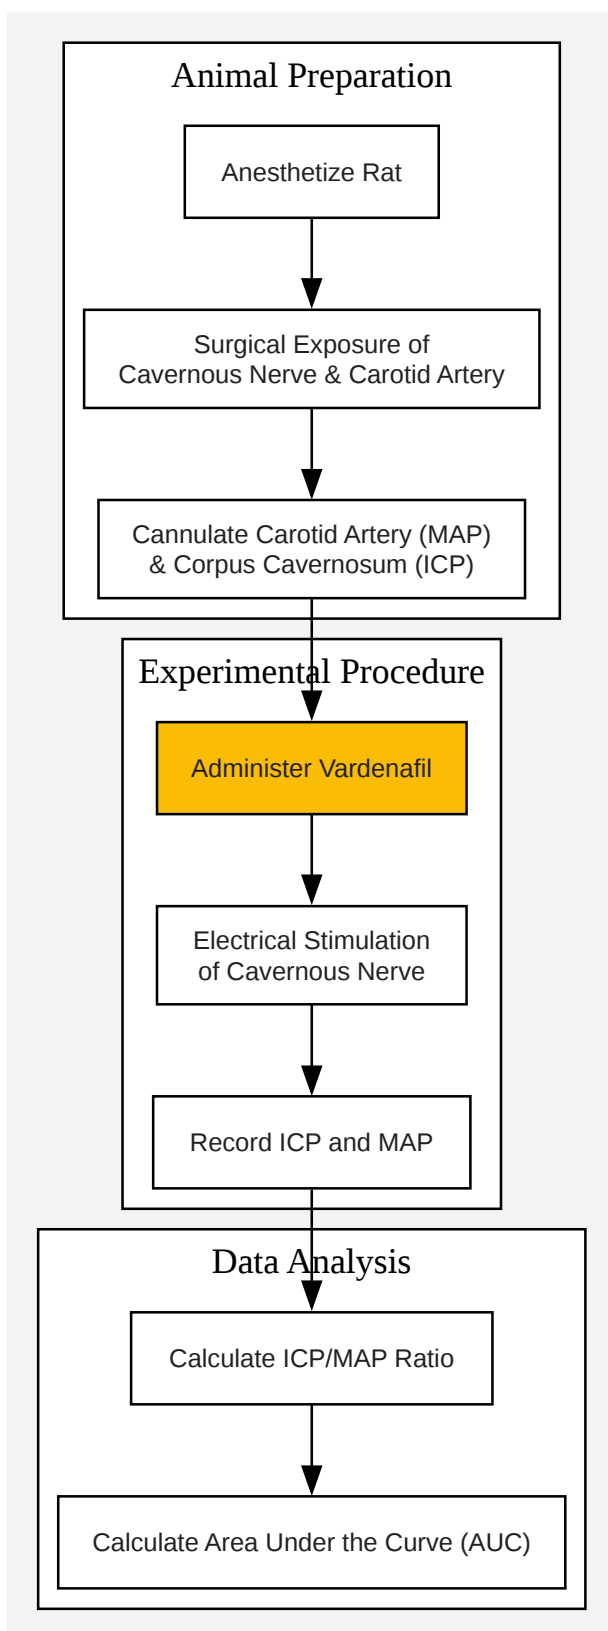 Animal Preparation
Anesthetize Rat
Surgical Exposure of
Cavernous Nerve & Carotid Artery
Cannulate Carotid Artery (MAP)
& Corpus Cavernosum (ICP)
Experimental Procedure
Administer Vardenafil
Electrical Stimulation
of Cavernous Nerve
Record ICP and MAP
Data Analysis
Calculate ICP/MAP Ratio
Calculate Area Under the Curve (AUC)